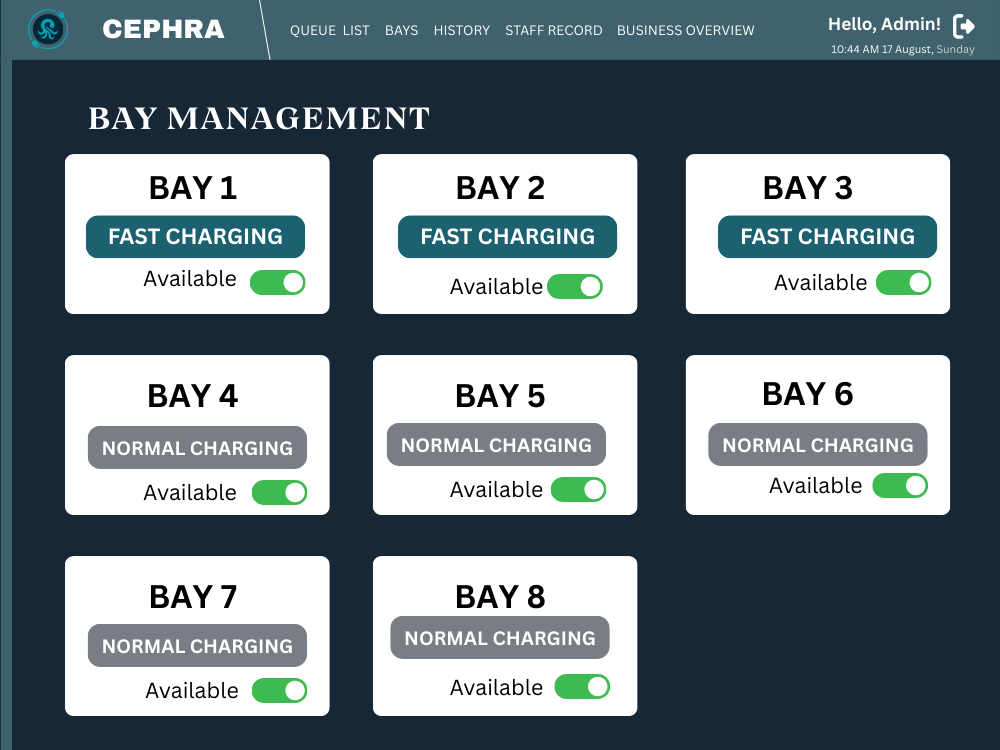 CEPHRA
QUEUE LIST BAYS HISTORY STAFF RECORD BUSINESS OVERVIEW
Hello, Admin!
10:44 AM 17 August, Sunday
BAY MANAGEMENT
BAY 1
FAST CHARGING
Available
BAY 2
FAST CHARGING
Available
BAY 3
FAST CHARGING
Available
BAY 4
NORMAL CHARGING
Available
BAY 5
NORMAL CHARGING
Available
BAY 6
NORMAL CHARGING
Available
BAY 7
NORMAL CHARGING
Available
BAY 8
NORMAL CHARGING
Available